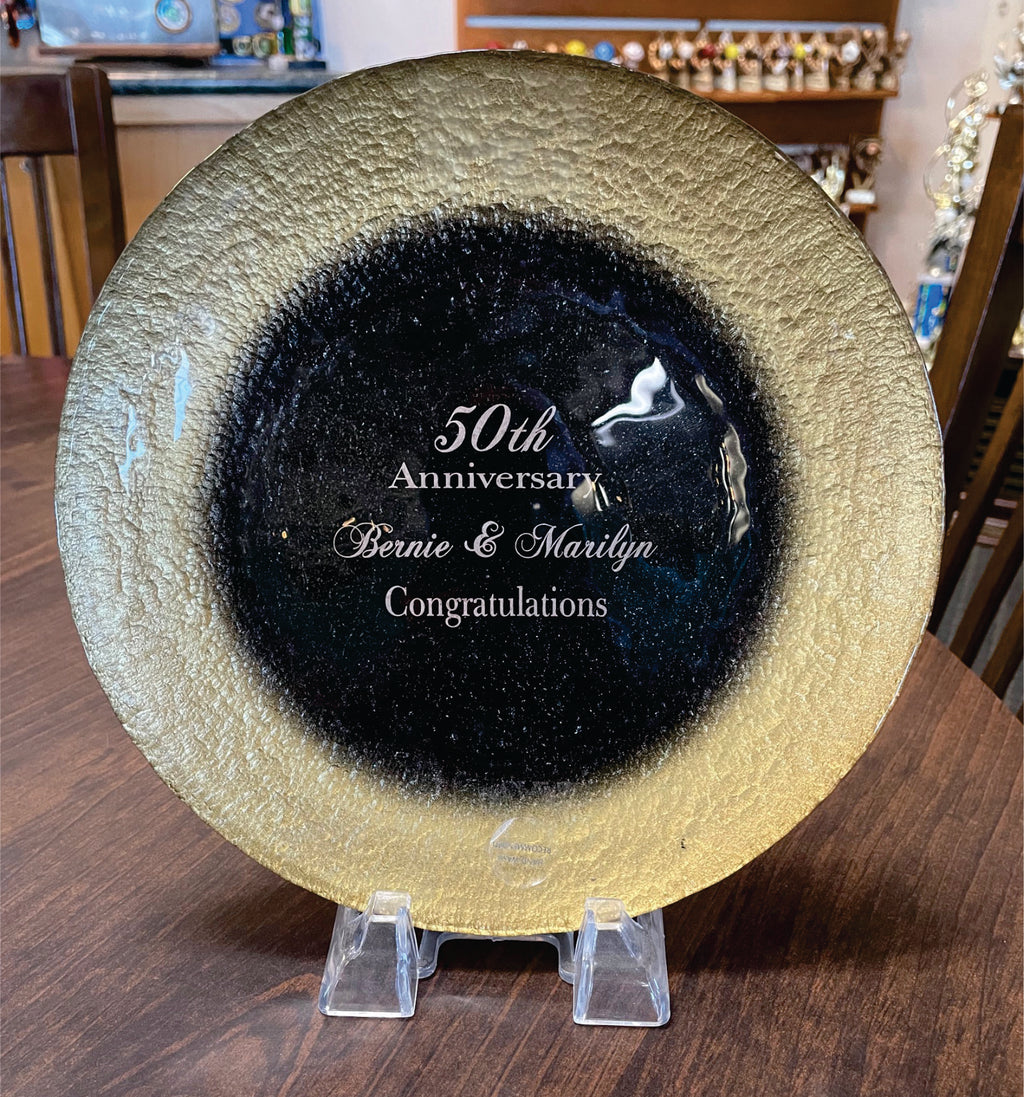 50th
Anniversary
Bernie & Marilyn
Congratulations